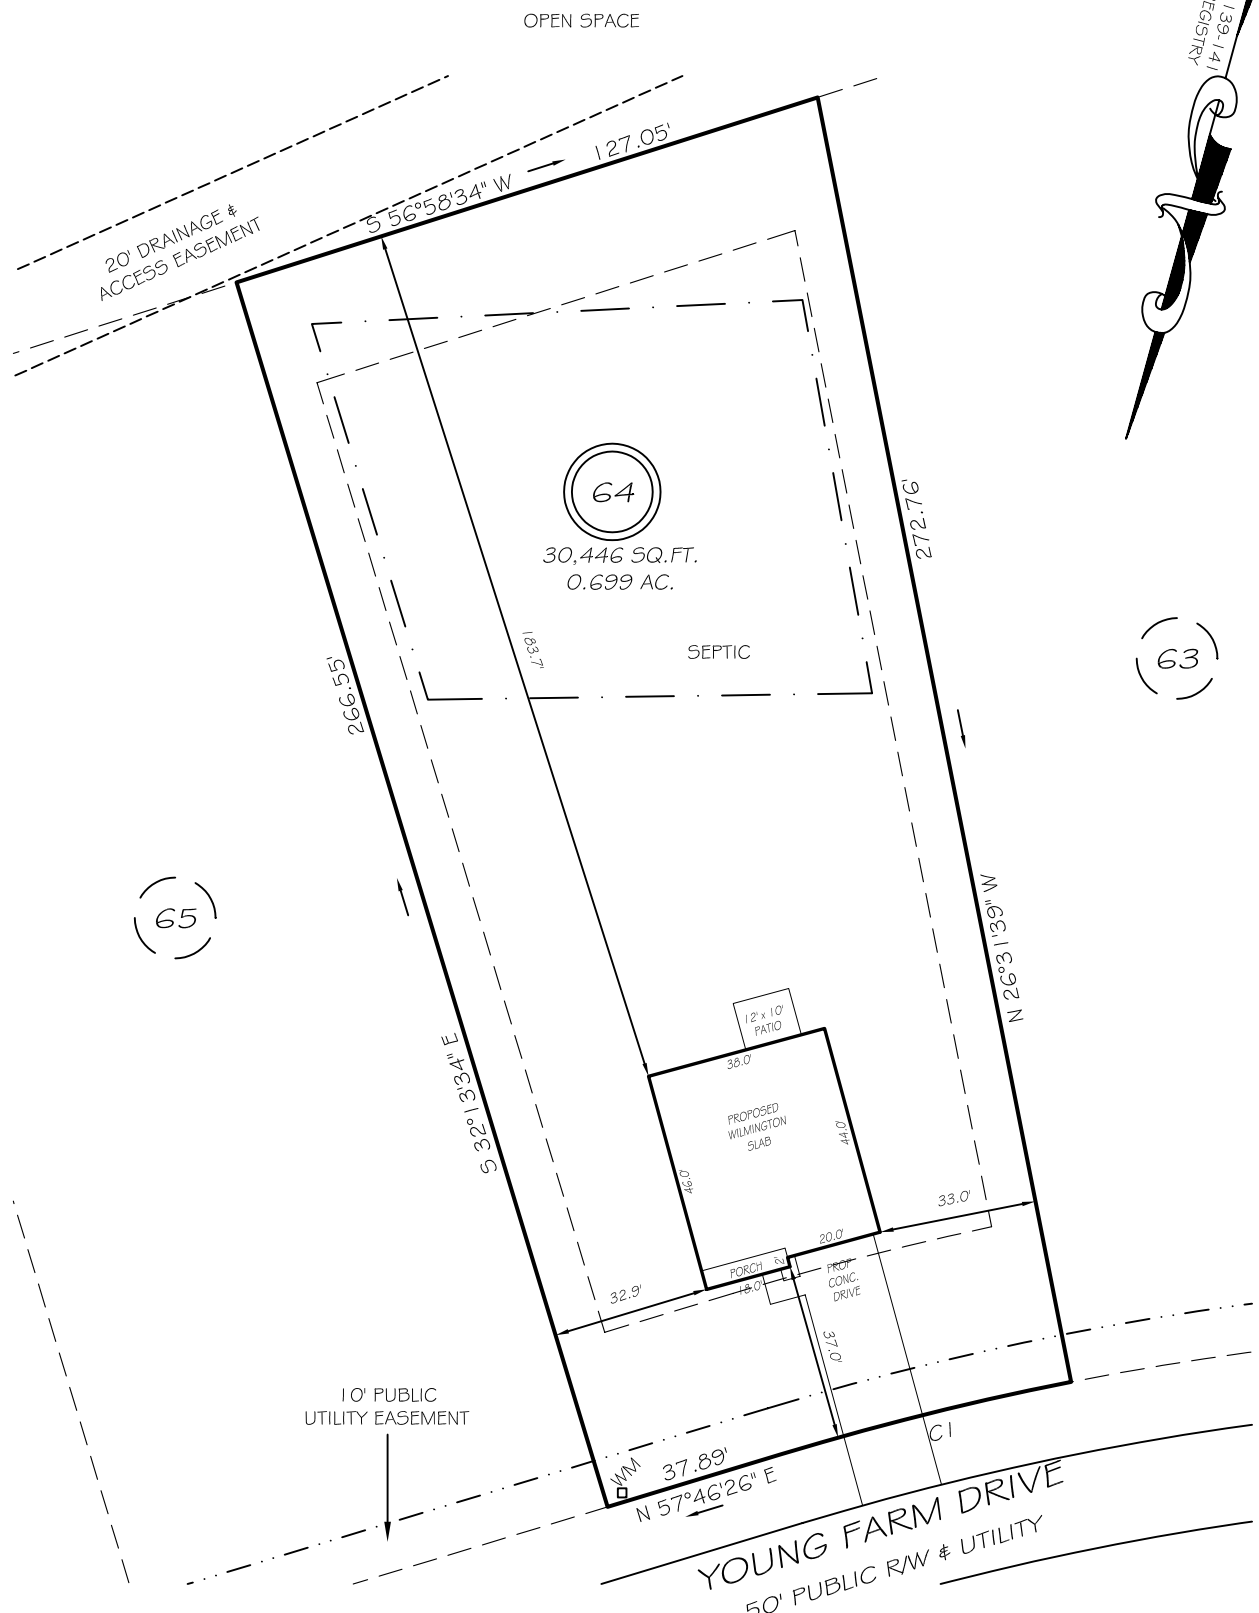 OPEN SPACE
139-141
EGISTRY
127.05'
S 56°58'34" W
20' DRAINAGE &
ACCESS EASEMENT
64
30,446 SQ.FT.
0.699 AC.
272.76'
183.7'
SEPTIC
63
266.55'
65
N 26°31'39" W
S 32°13'34" E
12' x 10'
PATIO
38.0'
PROPOSED
WILMINGTON
SLAB
44.0'
46.0'
33.0'
20.0'
2'
PORCH
18.0'
PROP
CONC.
DRIVE
32.9'
37.0'
10' PUBLIC
UTILITY EASEMENT
C1
WM
37.89'
N 57°46'26" E
YOUNG FARM DRIVE
50' PUBLIC R/W & UTILITY